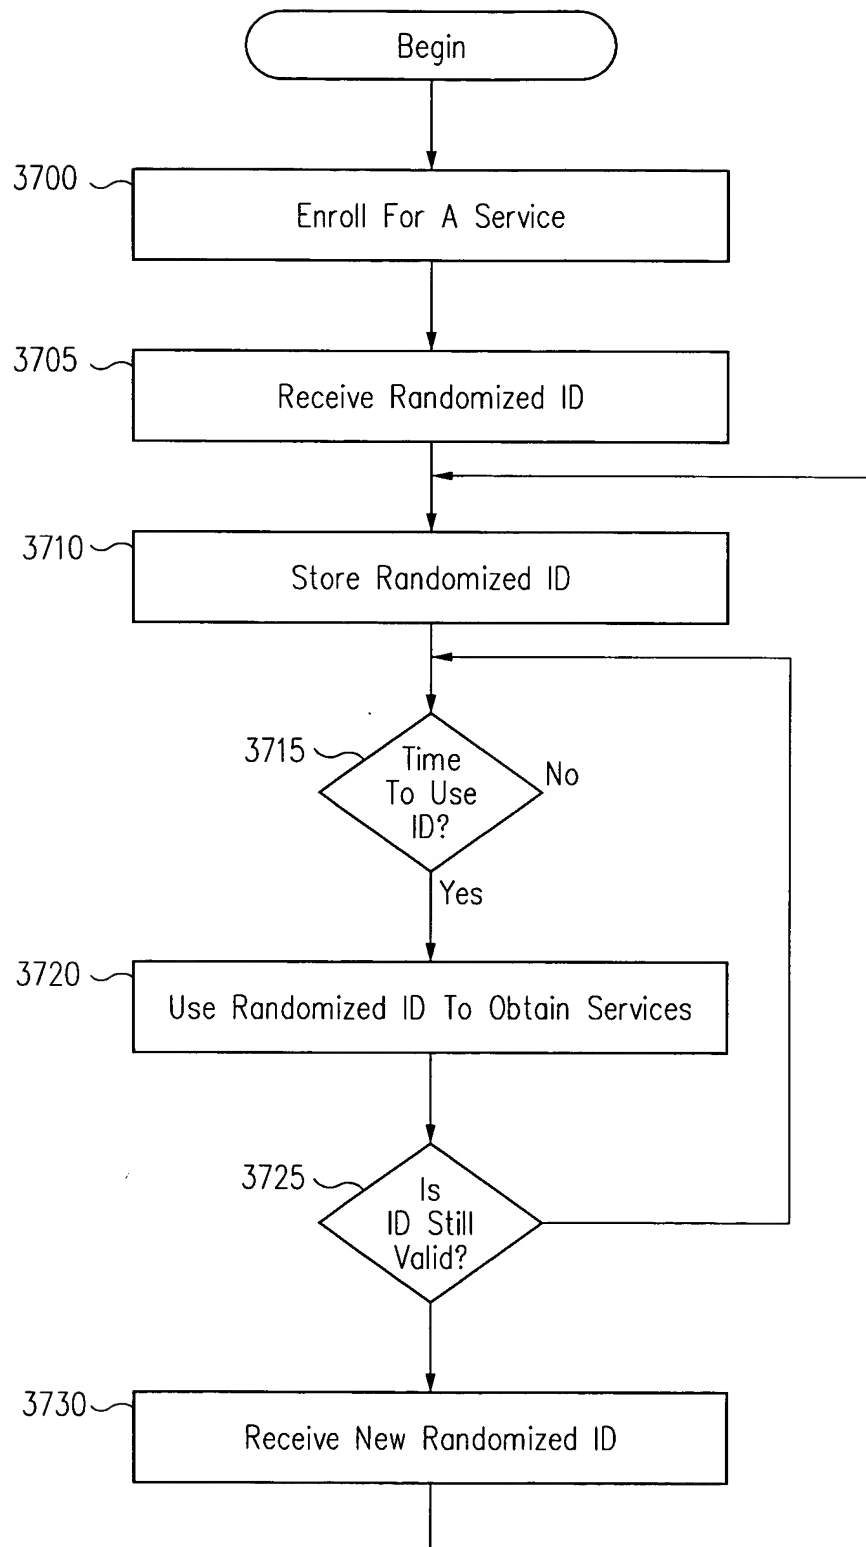 Begin
3700
Enroll For A Service
3705
Receive Randomized ID
3710
Store Randomized ID
3715
Time
To Use
ID?
No
Yes
3720
Use Randomized ID To Obtain Services
3725
Is
ID Still
Valid?
3730
Receive New Randomized ID